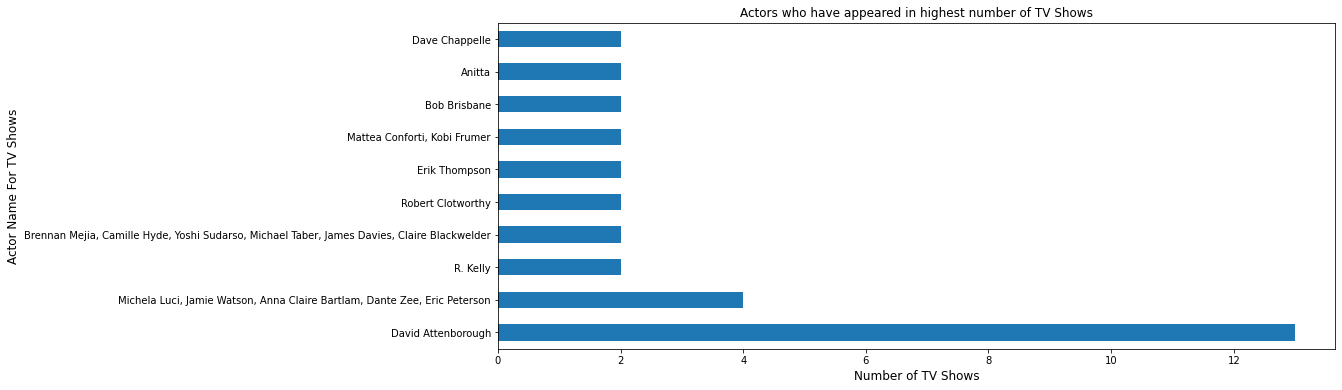 Actors who have appeared in highest number of TV Shows
Actor Name For TV Shows
Dave Chappelle
Anitta
Bob Brisbane
Mattea Conforti, Kobi Frumer
Erik Thompson
Robert Clotworthy
Brennan Mejia, Camille Hyde, Yoshi Sudarso, Michael Taber, James Davies, Claire Blackwelder
R. Kelly
Michela Luci, Jamie Watson, Anna Claire Bartlam, Dante Zee, Eric Peterson
David Attenborough
0 2 4 6 8 10 12
Number of TV Shows